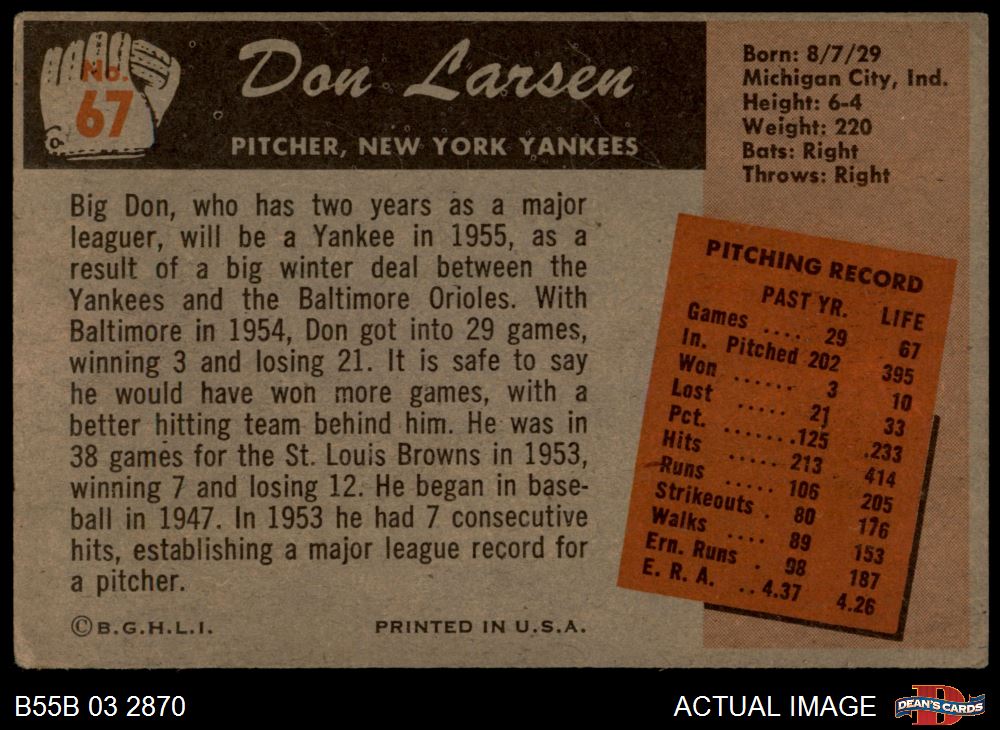 No.
67
Don Larsen
PITCHER, NEW YORK YANKEES
Born: 8/7/29
Michigan City, Ind.
Height: 6-4
Weight: 220
Bats: Right
Throws: Right
Big Don, who has two years as a major
leaguer, will be a Yankee in 1955, as a
result of a big winter deal between the
Yankees and the Baltimore Orioles. With
Baltimore in 1954, Don got into 29 games,
winning 3 and losing 21. It is safe to say
he would have won more games, with a
better hitting team behind him. He was in
38 games for the St. Louis Browns in 1953,
winning 7 and losing 12. He began in base-
ball in 1947. In 1953 he had 7 consecutive
hits, establishing a major league record for
a pitcher.
PITCHING RECORD
PAST YR. LIFE
Games .... 29 67
In. Pitched 202 395
Won ...... 3 10
Lost ..... 21 33
Pct. .......125 .233
Hits ..... 213 414
Runs ..... 106 205
Strikeouts . 80 176
Walks .... 89 153
Ern. Runs . 98 187
E. R. A. .. 4.37 4.26
© B.G.H.L.I. PRINTED IN U.S.A.
B55B 03 2870 ACTUAL IMAGE DEAN'S CARDS